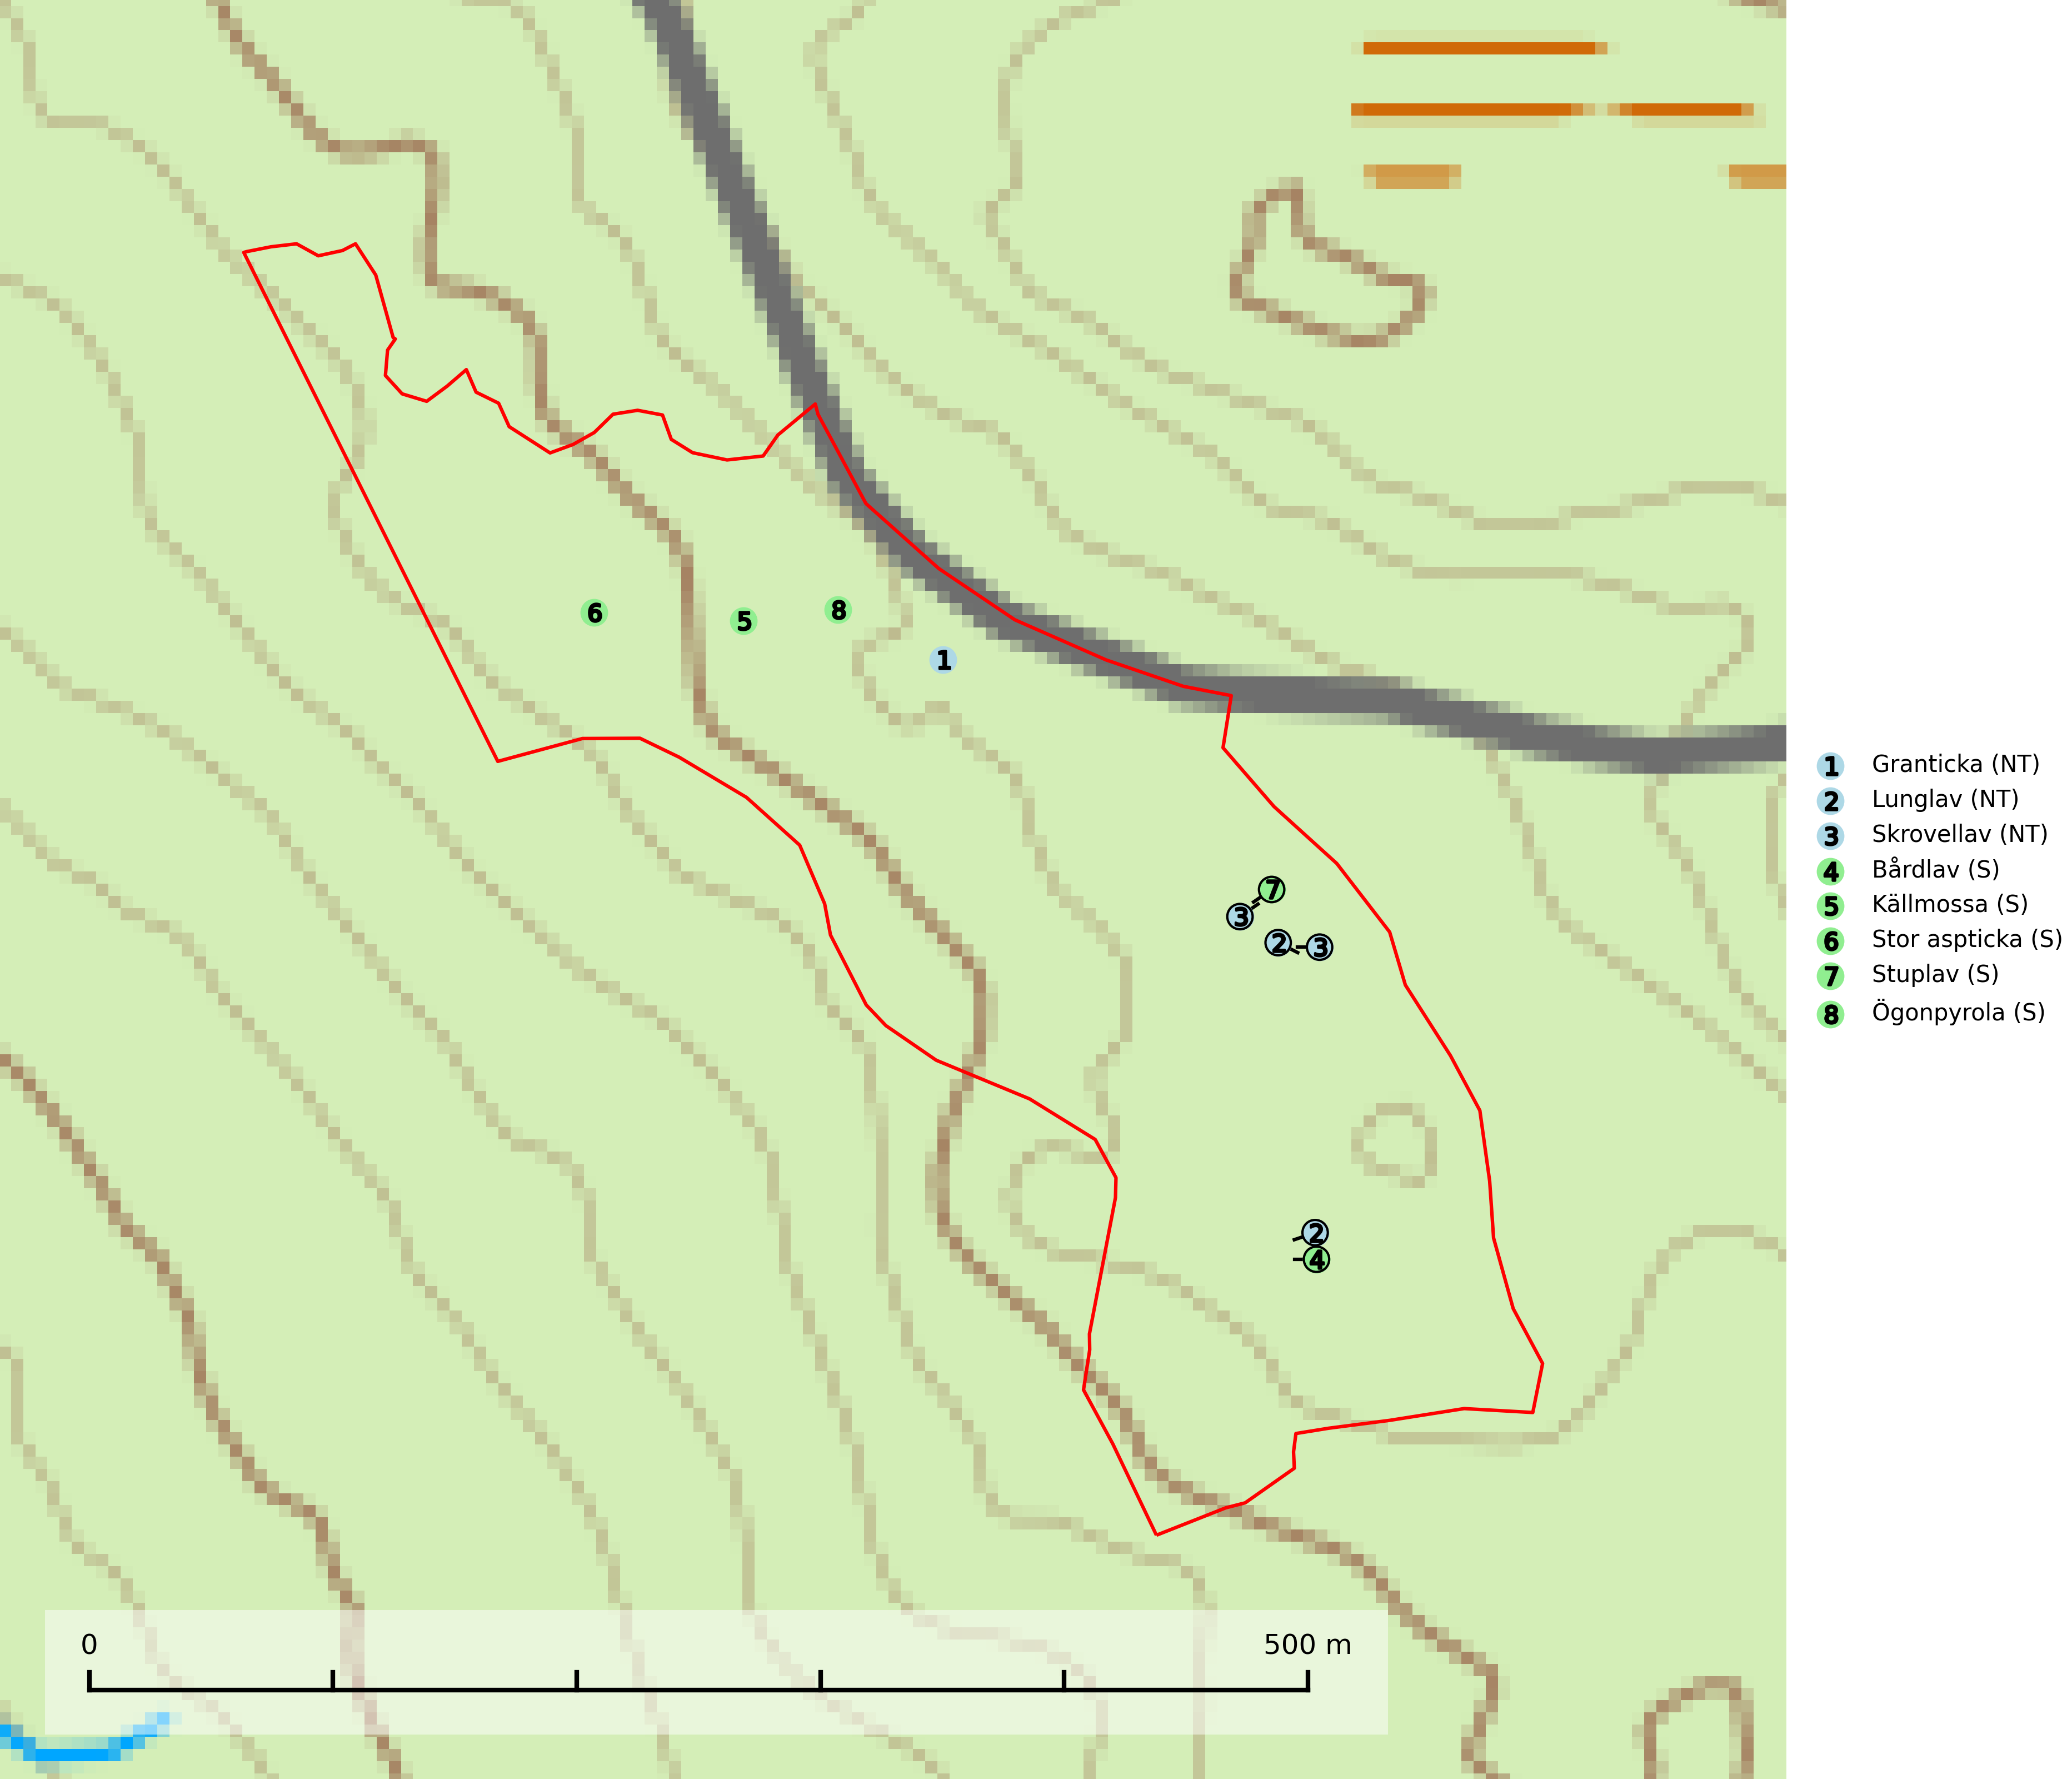 6
5
8
1
7
3
2
3
2
4
1 Granticka (NT)
2 Lunglav (NT)
3 Skrovellav (NT)
4 Bårdlav (S)
5 Källmossa (S)
6 Stor aspticka (S)
7 Stuplav (S)
8 Ögonpyrola (S)
0 500 m